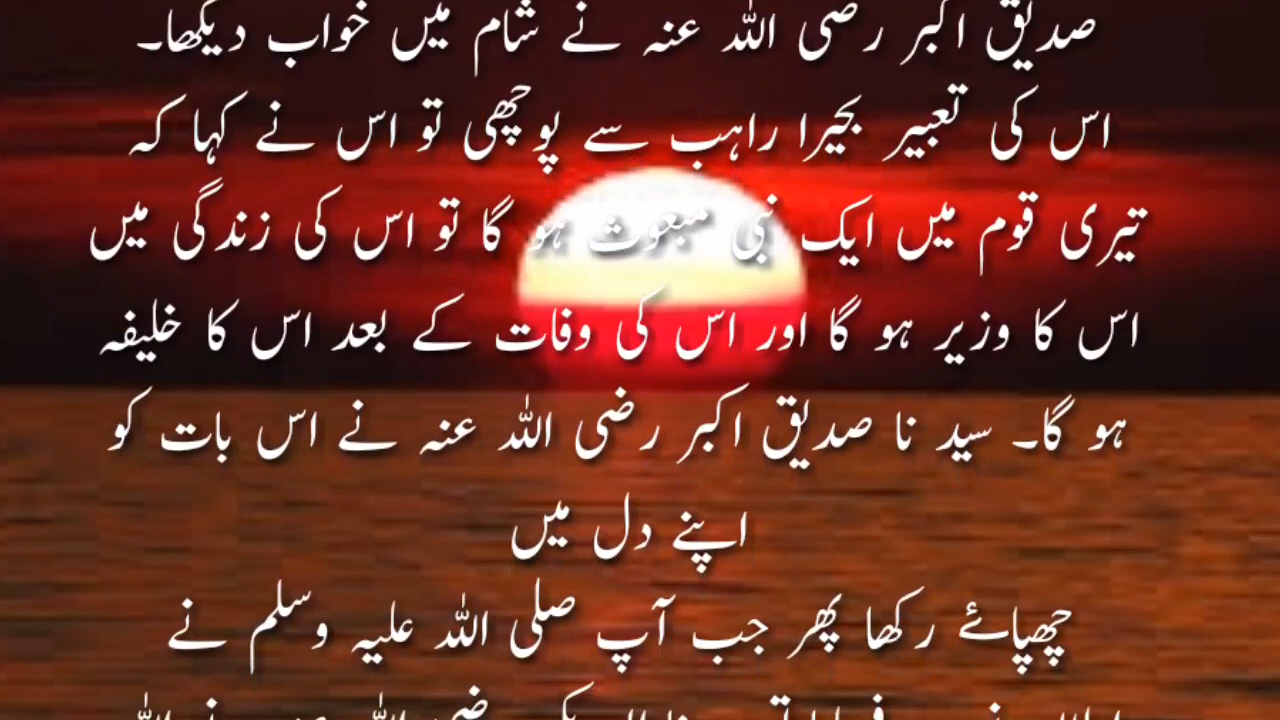 صدیق اکبر رضی اللہ عنہ نے شام میں خواب دیکھا۔
اس کی تعبیر بحیرا راہب سے پوچھی تو اس نے کہا کہ
تیری قوم میں ایک نبی مبعوث ہو گا تو اس کی زندگی میں
اس کا وزیر ہو گا اور اس کی وفات کے بعد اس کا خلیفہ
ہو گا۔ سید نا صدیق اکبر رضی اللہ عنہ نے اس بات کو
اپنے دل میں
چھپائے رکھا پھر جب آپ صلی اللہ علیہ وسلم نے